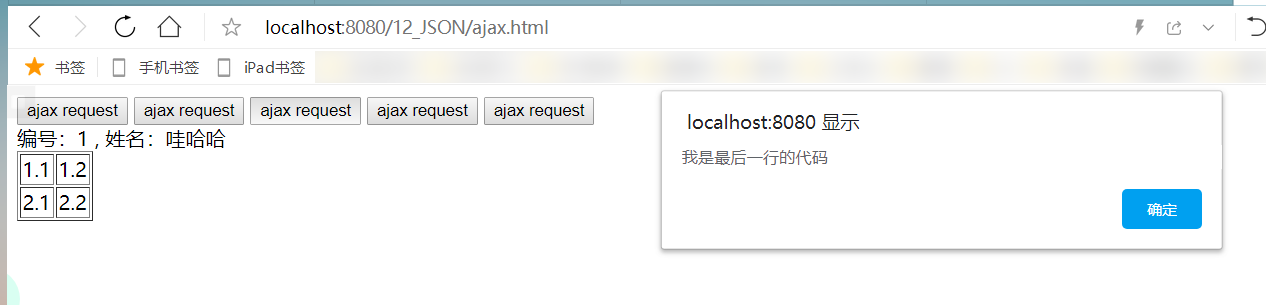 localhost:8080/12_JSON/ajax.html
书签 手机书签 iPad书签
ajax request ajax request ajax request ajax request ajax request
编号：1 , 姓名：哇哈哈
1.1 1.2
2.1 2.2
localhost:8080 显示
我是最后一行的代码
确定